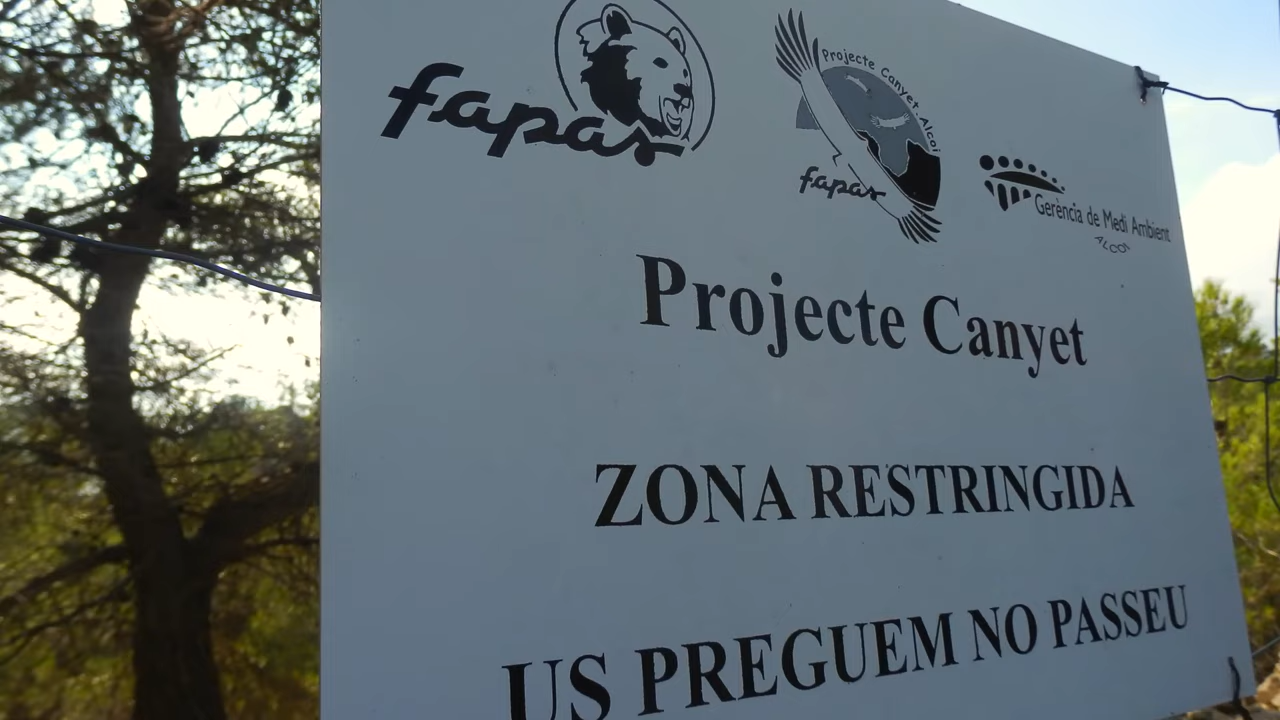 fapas
Projecte Canyet Alcoi
fapas
Gerència de Medi Ambient
ALCOI
Projecte Canyet
ZONA RESTRINGIDA
US PREGUEM NO PASSEU